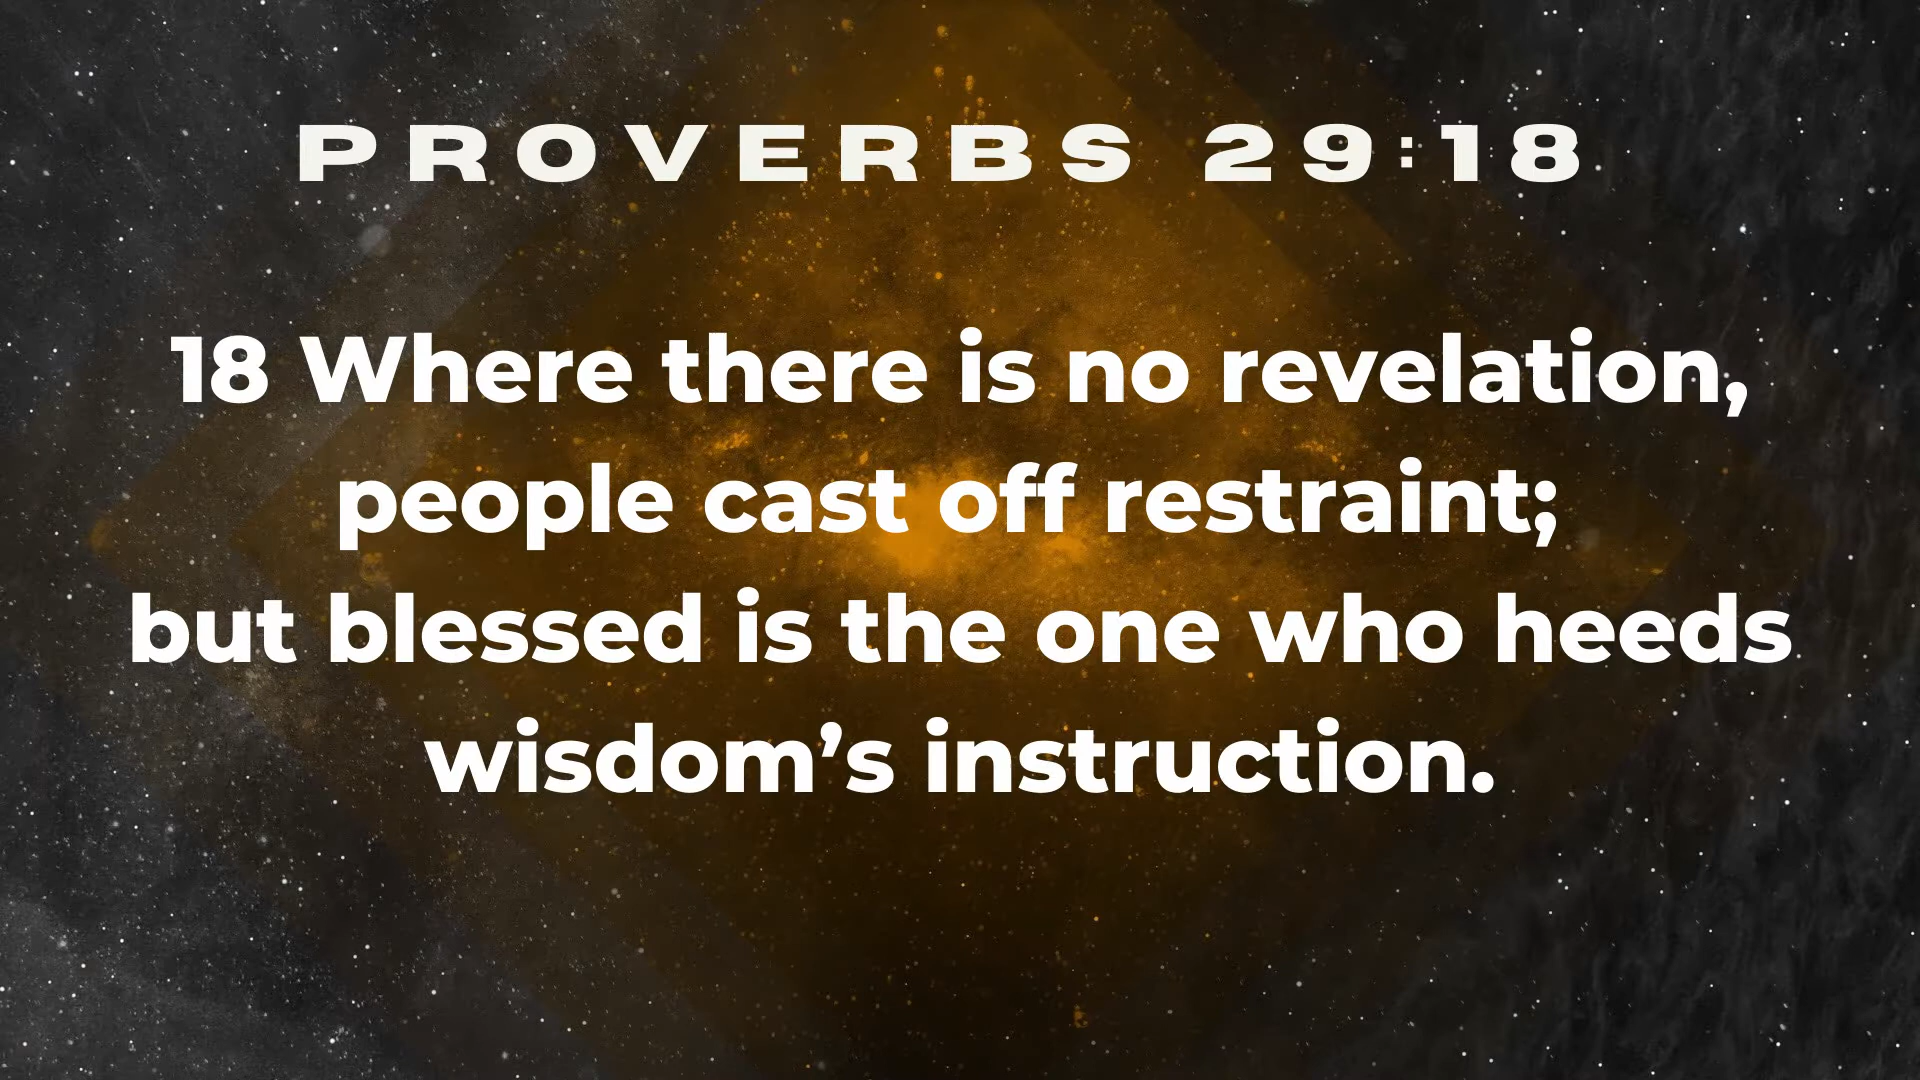 PROVERBS 29:18
18 Where there is no revelation,
people cast off restraint;
but blessed is the one who heeds
wisdom’s instruction.